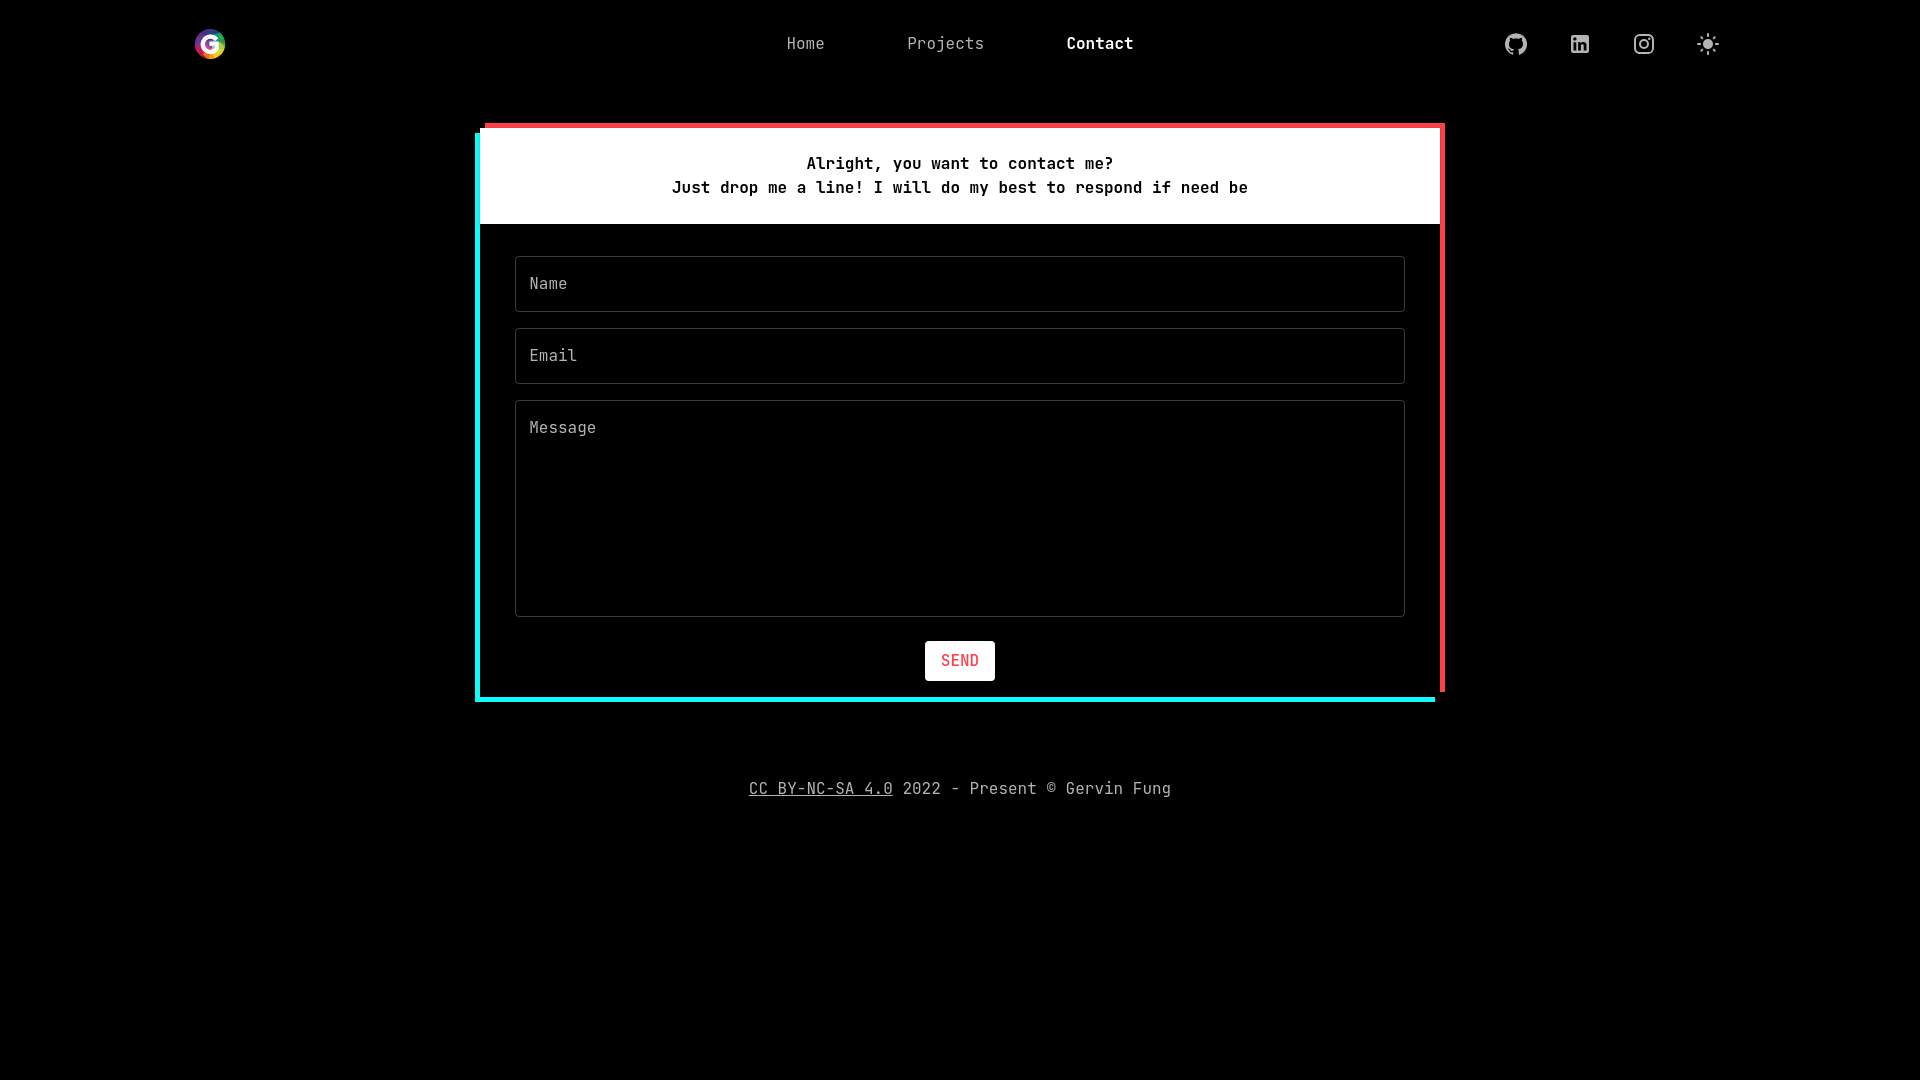 G
Home
Projects
Contact
Alright, you want to contact me?
Just drop me a line! I will do my best to respond if need be
Name
Email
Message
SEND
CC BY-NC-SA 4.0 2022 - Present © Gervin Fung